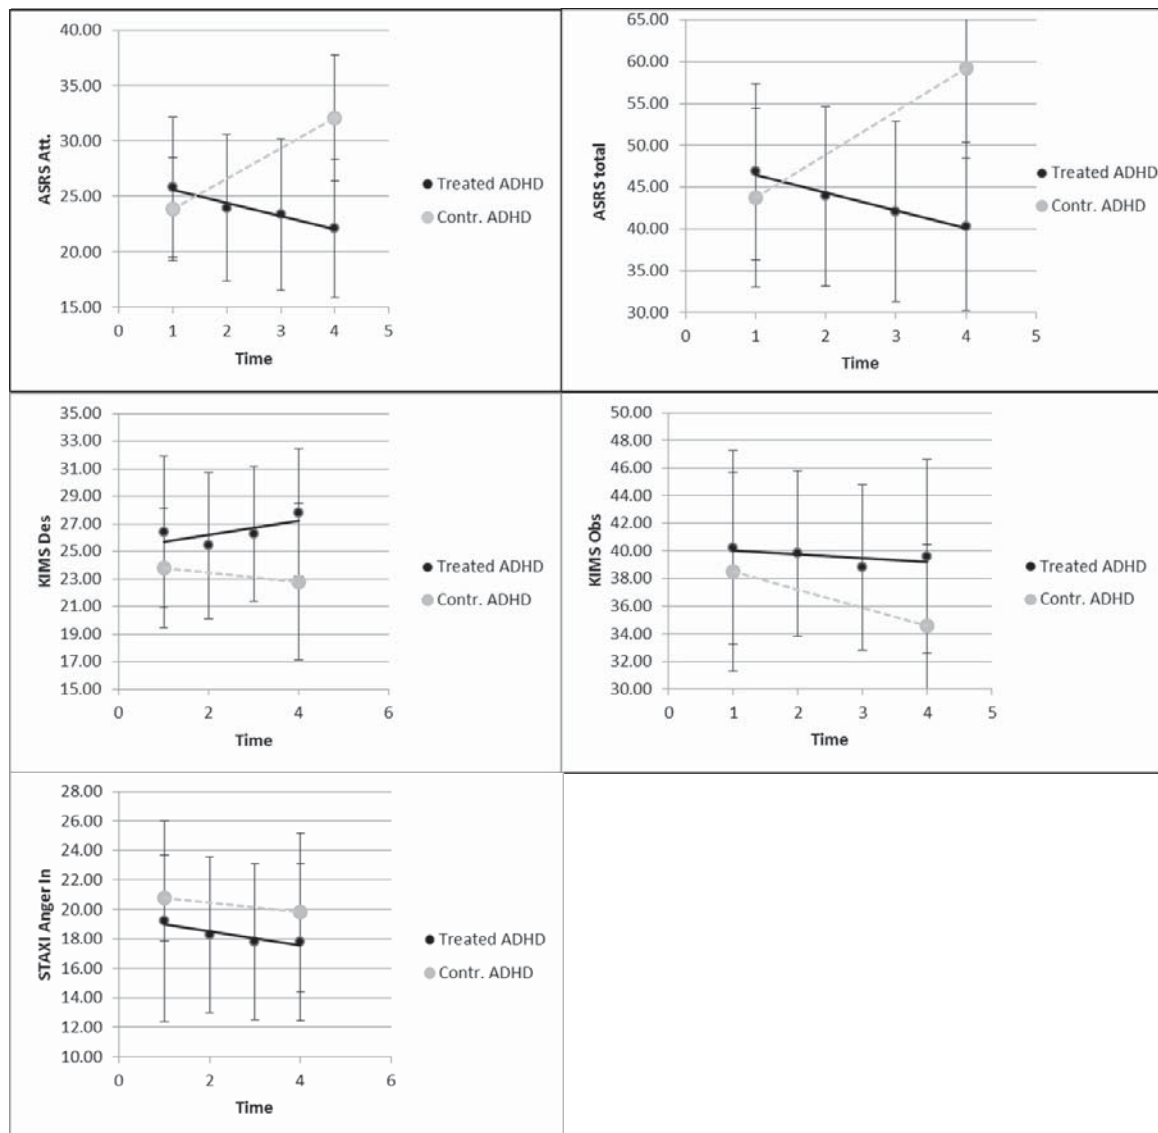 ASRS Att.
40.00
35.00
30.00
25.00
20.00
15.00
0 1 2 3 4 5
Time
Treated ADHD
Contr. ADHD
ASRS total
65.00
60.00
55.00
50.00
45.00
40.00
35.00
30.00
0 1 2 3 4 5
Time
Treated ADHD
Contr. ADHD
KIMS Des
35.00
33.00
31.00
29.00
27.00
25.00
23.00
21.00
19.00
17.00
15.00
0 2 4 6
Time
Treated ADHD
Contr. ADHD
KIMS Obs
50.00
48.00
46.00
44.00
42.00
40.00
38.00
36.00
34.00
32.00
30.00
0 1 2 3 4 5
Time
Treated ADHD
Contr. ADHD
STAXI Anger In
28.00
26.00
24.00
22.00
20.00
18.00
16.00
14.00
12.00
10.00
0 2 4 6
Time
Treated ADHD
Contr. ADHD